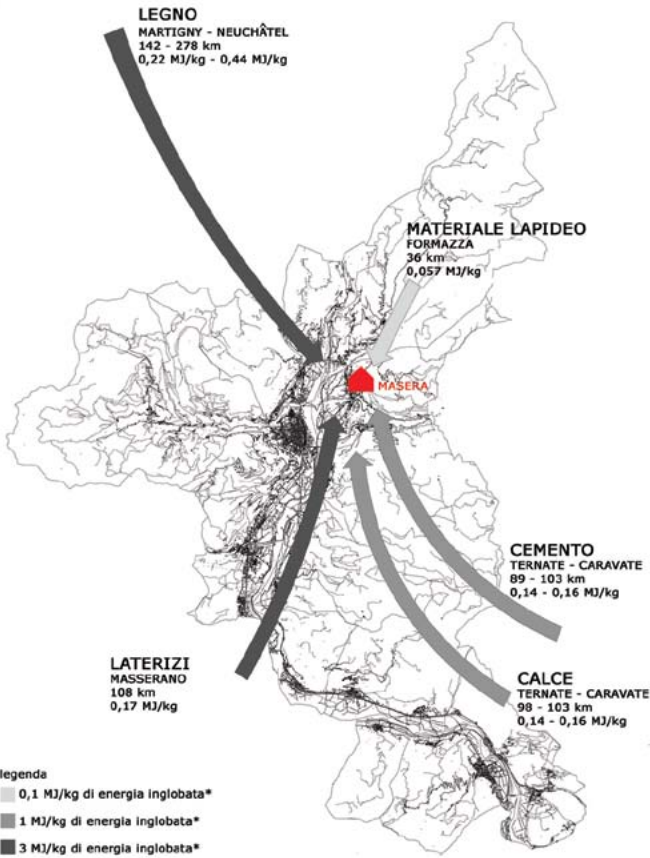 LEGNO
MARTIGNY - NEUCHÂTEL
142 - 278 km
0,22 MJ/kg - 0,44 MJ/kg
MATERIALE LAPIDEO
FORMAZZA
36 km
0,057 MJ/kg
MASERA
CEMENTO
TERNATE - CARAVATE
89 - 103 km
0,14 - 0,16 MJ/kg
LATERIZI
MASSERANO
108 km
0,17 MJ/kg
CALCE
TERNATE - CARAVATE
98 - 103 km
0,14 - 0,16 MJ/kg
legenda
0,1 MJ/kg di energia inglobata*
1 MJ/kg di energia inglobata*
3 MJ/kg di energia inglobata*